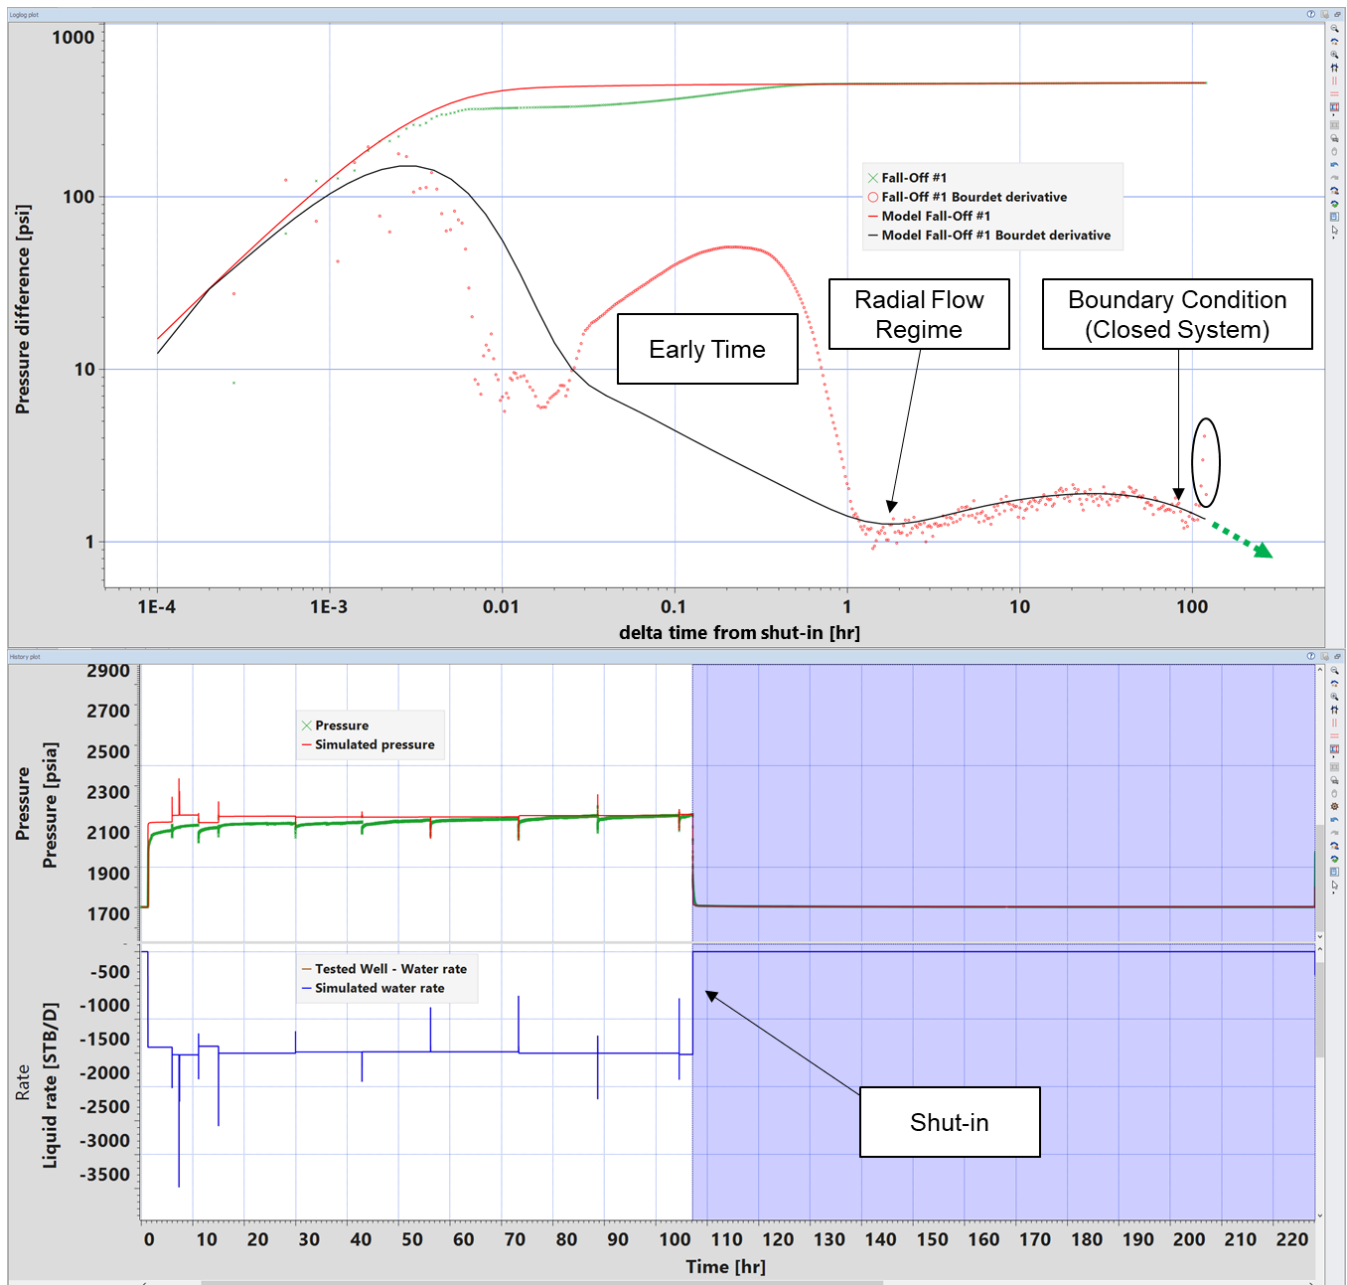 Loglog plot
1000
100
10
1
Pressure difference [psi]
Fall-Off #1
Fall-Off #1 Bourdet derivative
Model Fall-Off #1
Model Fall-Off #1 Bourdet derivative
Early Time
Radial Flow
Regime
Boundary Condition
(Closed System)
1E-4 1E-3 0.01 0.1 1 10 100
delta time from shut-in [hr]
History plot
2900
2700
2500
2300
2100
1900
1700
Pressure
Pressure [psia]
Pressure
Simulated pressure
-500
-1000
-1500
-2000
-2500
-3000
-3500
Rate
Liquid rate [STB/D]
Tested Well - Water rate
Simulated water rate
Shut-in
0 10 20 30 40 50 60 70 80 90 100 110 120 130 140 150 160 170 180 190 200 210 220
Time [hr]